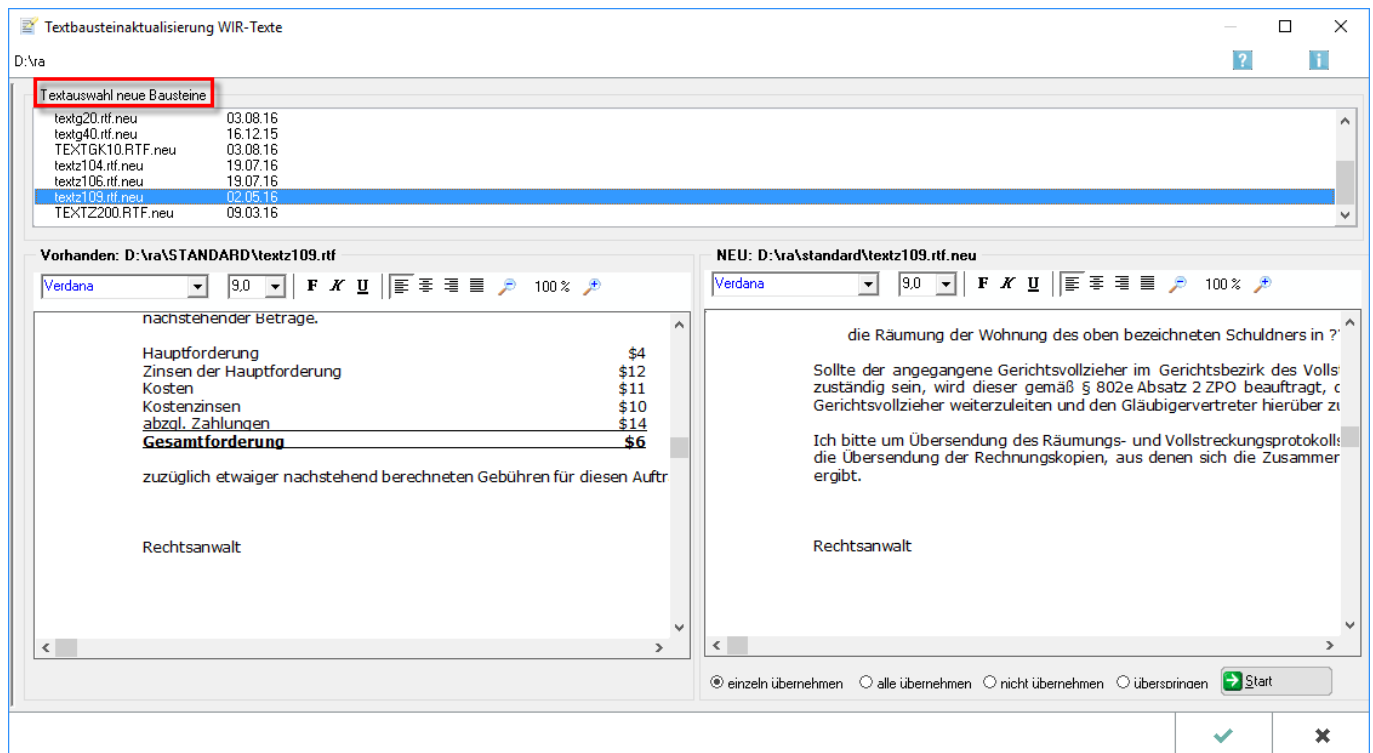 Textbausteinaktualisierung WIR-Texte
D:\ra
Textauswahl neue Bausteine
textg20.rtf.neu 03.08.16
textg40.rtf.neu 16.12.15
TEXTGK10.RTF.neu 03.08.16
textz104.rtf.neu 19.07.16
textz106.rtf.neu 19.07.16
textz109.rtf.neu 02.05.16
TEXTZ200.RTF.neu 09.03.16
Vorhanden: D:\ra\STANDARD\textz109.rtf
Verdana 9,0 F K U 100 %
nachstehender Beträge.
Hauptforderung $4
Zinsen der Hauptforderung $12
Kosten $11
Kostenzinsen $10
abzgl. Zahlungen $14
Gesamtforderung $6
zuzüglich etwaiger nachstehend berechneten Gebühren für diesen Auftr
Rechtsanwalt
NEU: D:\ra\standard\textz109.rtf.neu
Verdana 9,0 F K U 100 %
die Räumung der Wohnung des oben bezeichneten Schuldners in ?
Sollte der angegangene Gerichtsvollzieher im Gerichtsbezirk des Volls
zuständig sein, wird dieser gemäß § 802e Absatz 2 ZPO beauftragt, d
Gerichtsvollzieher weiterzuleiten und den Gläubigervertreter hierüber zu
Ich bitte um Übersendung des Räumungs- und Vollstreckungsprotokolls
die Übersendung der Rechnungskopien, aus denen sich die Zusammer
ergibt.
Rechtsanwalt
einzeln übernehmen alle übernehmen nicht übernehmen überspringen Start